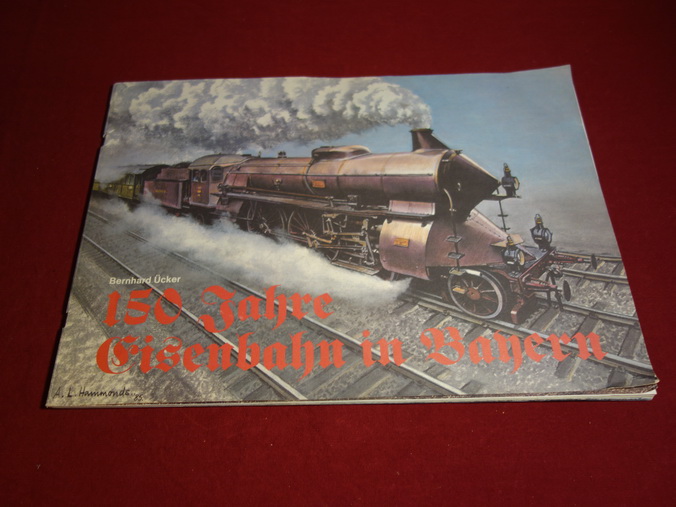 Bernhard Ücker
150 Jahre
Eisenbahn in Bayern
A. L. Hammonds